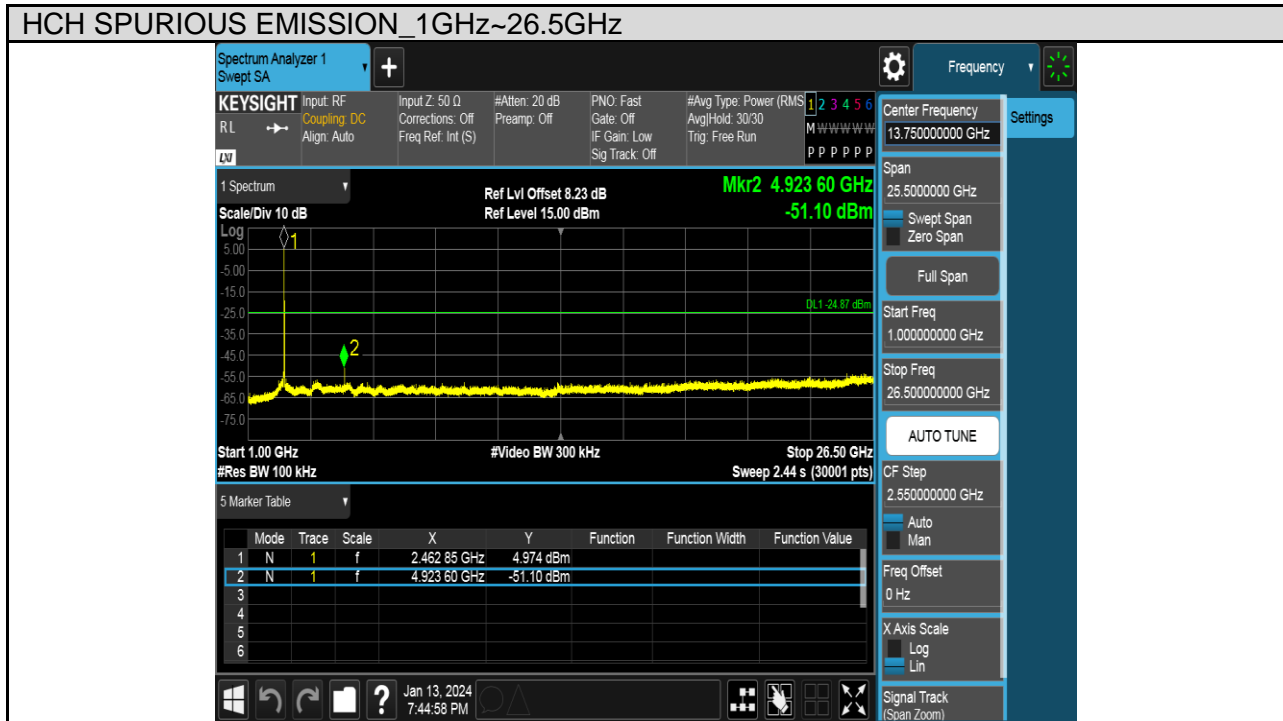 HCH SPURIOUS EMISSION_1GHz~26.5GHz
Spectrum Analyzer 1
Swept SA
+
Frequency
KEYSIGHT
RL
LXI
Input: RF
Coupling: DC
Align: Auto
Input Z: 50 Ω
Corrections: Off
Freq Ref: Int (S)
#Atten: 20 dB
Preamp: Off
PNO: Fast
Gate: Off
IF Gain: Low
Sig Track: Off
#Avg Type: Power (RMS
Avg|Hold: 30/30
Trig: Free Run
1 2 3 4 5 6
M W W W W W
P P P P P P
1 Spectrum
Scale/Div 10 dB
Ref Lvl Offset 8.23 dB
Ref Level 15.00 dBm
Mkr2 4.923 60 GHz
-51.10 dBm
Log
5.00
-5.00
-15.0
-25.0
-35.0
-45.0
-55.0
-65.0
-75.0
1
2
DL1 -24.87 dBm
Start 1.00 GHz #Video BW 300 kHz Stop 26.50 GHz
#Res BW 100 kHz Sweep 2.44 s (30001 pts)
5 Marker Table
Mode Trace Scale X Y Function Function Width Function Value
1 N 1 f 2.462 85 GHz 4.974 dBm
2 N 1 f 4.923 60 GHz -51.10 dBm
3
4
5
6
?
Jan 13, 2024
7:44:58 PM
Center Frequency
13.75000000 GHz
Settings
Span
25.5000000 GHz
Swept Span
Zero Span
Full Span
Start Freq
1.000000000 GHz
Stop Freq
26.500000000 GHz
AUTO TUNE
CF Step
2.550000000 GHz
Auto
Man
Freq Offset
0 Hz
X Axis Scale
Log
Lin
Signal Track
(Span Zoom)